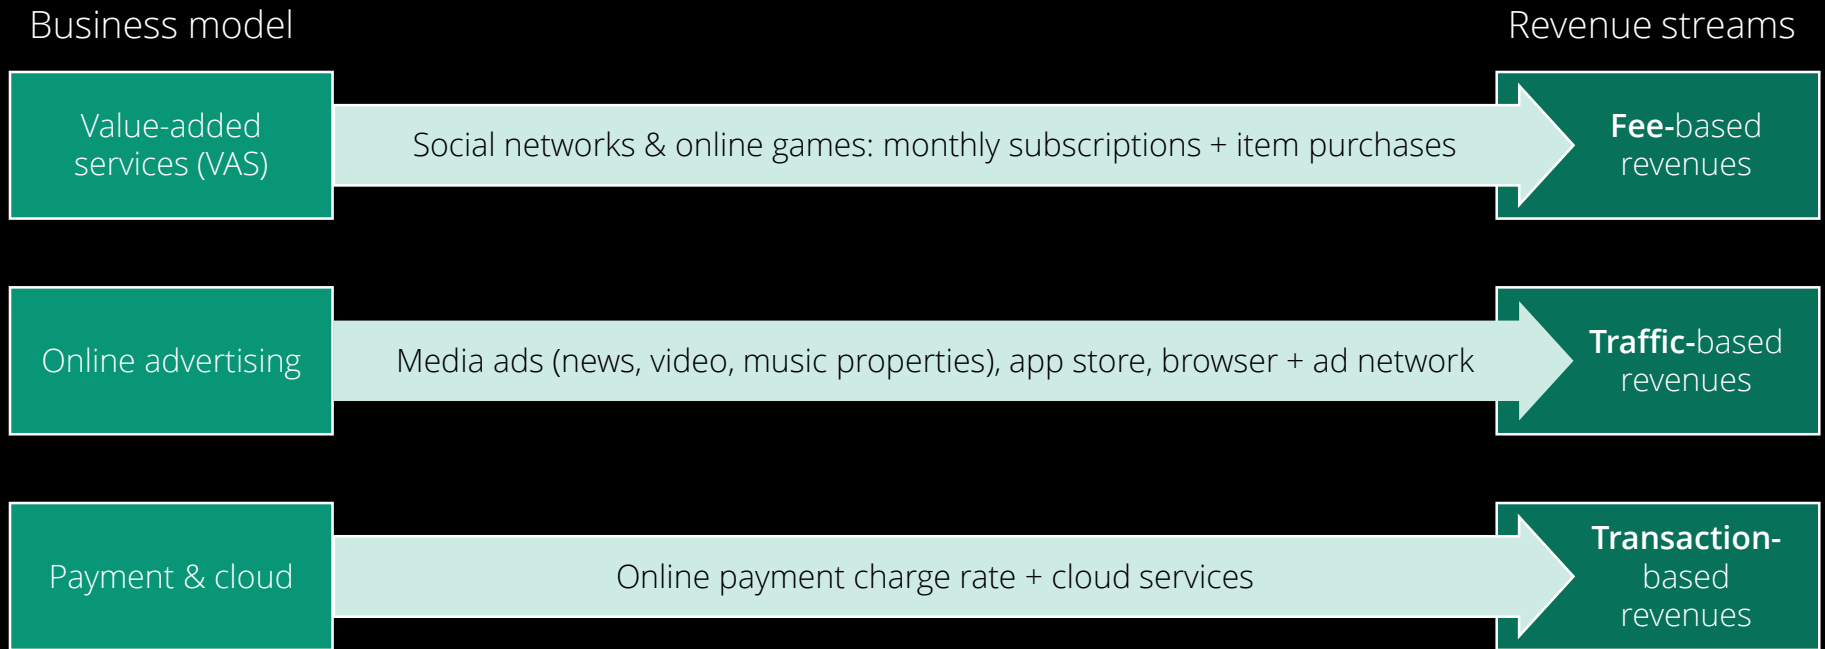 Business model
Revenue streams
Value-added
services (VAS)
Social networks & online games: monthly subscriptions + item purchases
Fee-based
revenues
Online advertising
Media ads (news, video, music properties), app store, browser + ad network
Traffic-based
revenues
Payment & cloud
Online payment charge rate + cloud services
Transaction-
based
revenues